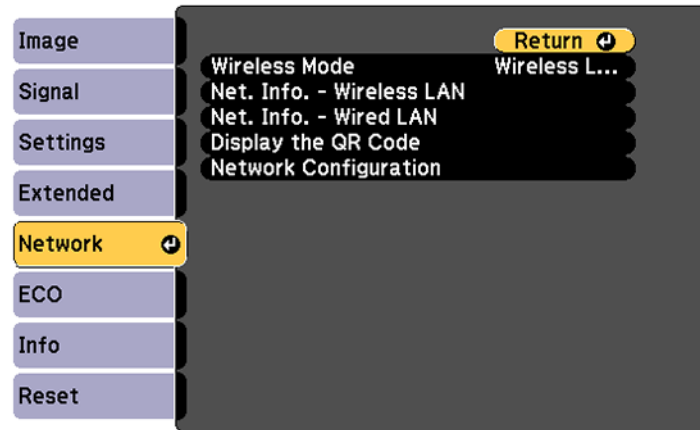 Image
Signal
Settings
Extended
Network
ECO
Info
Reset
Return
Wireless Mode Wireless L...
Net. Info. - Wireless LAN
Net. Info. - Wired LAN
Display the QR Code
Network Configuration